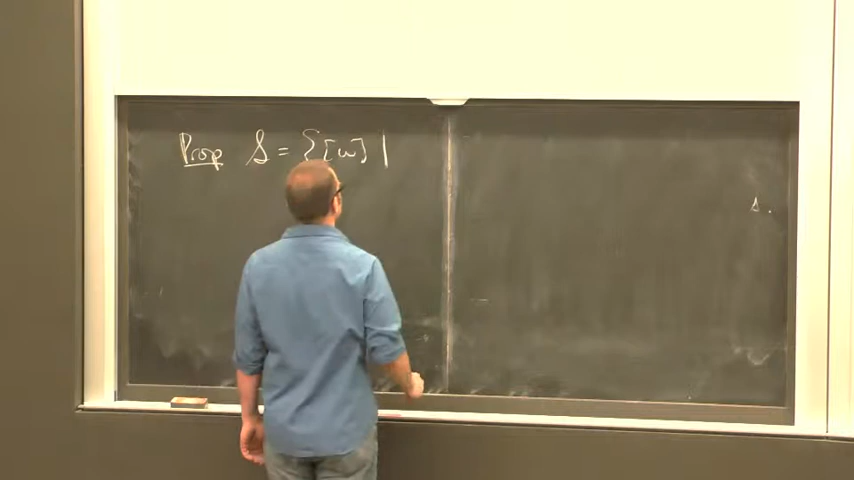 Prop S = {[w] |